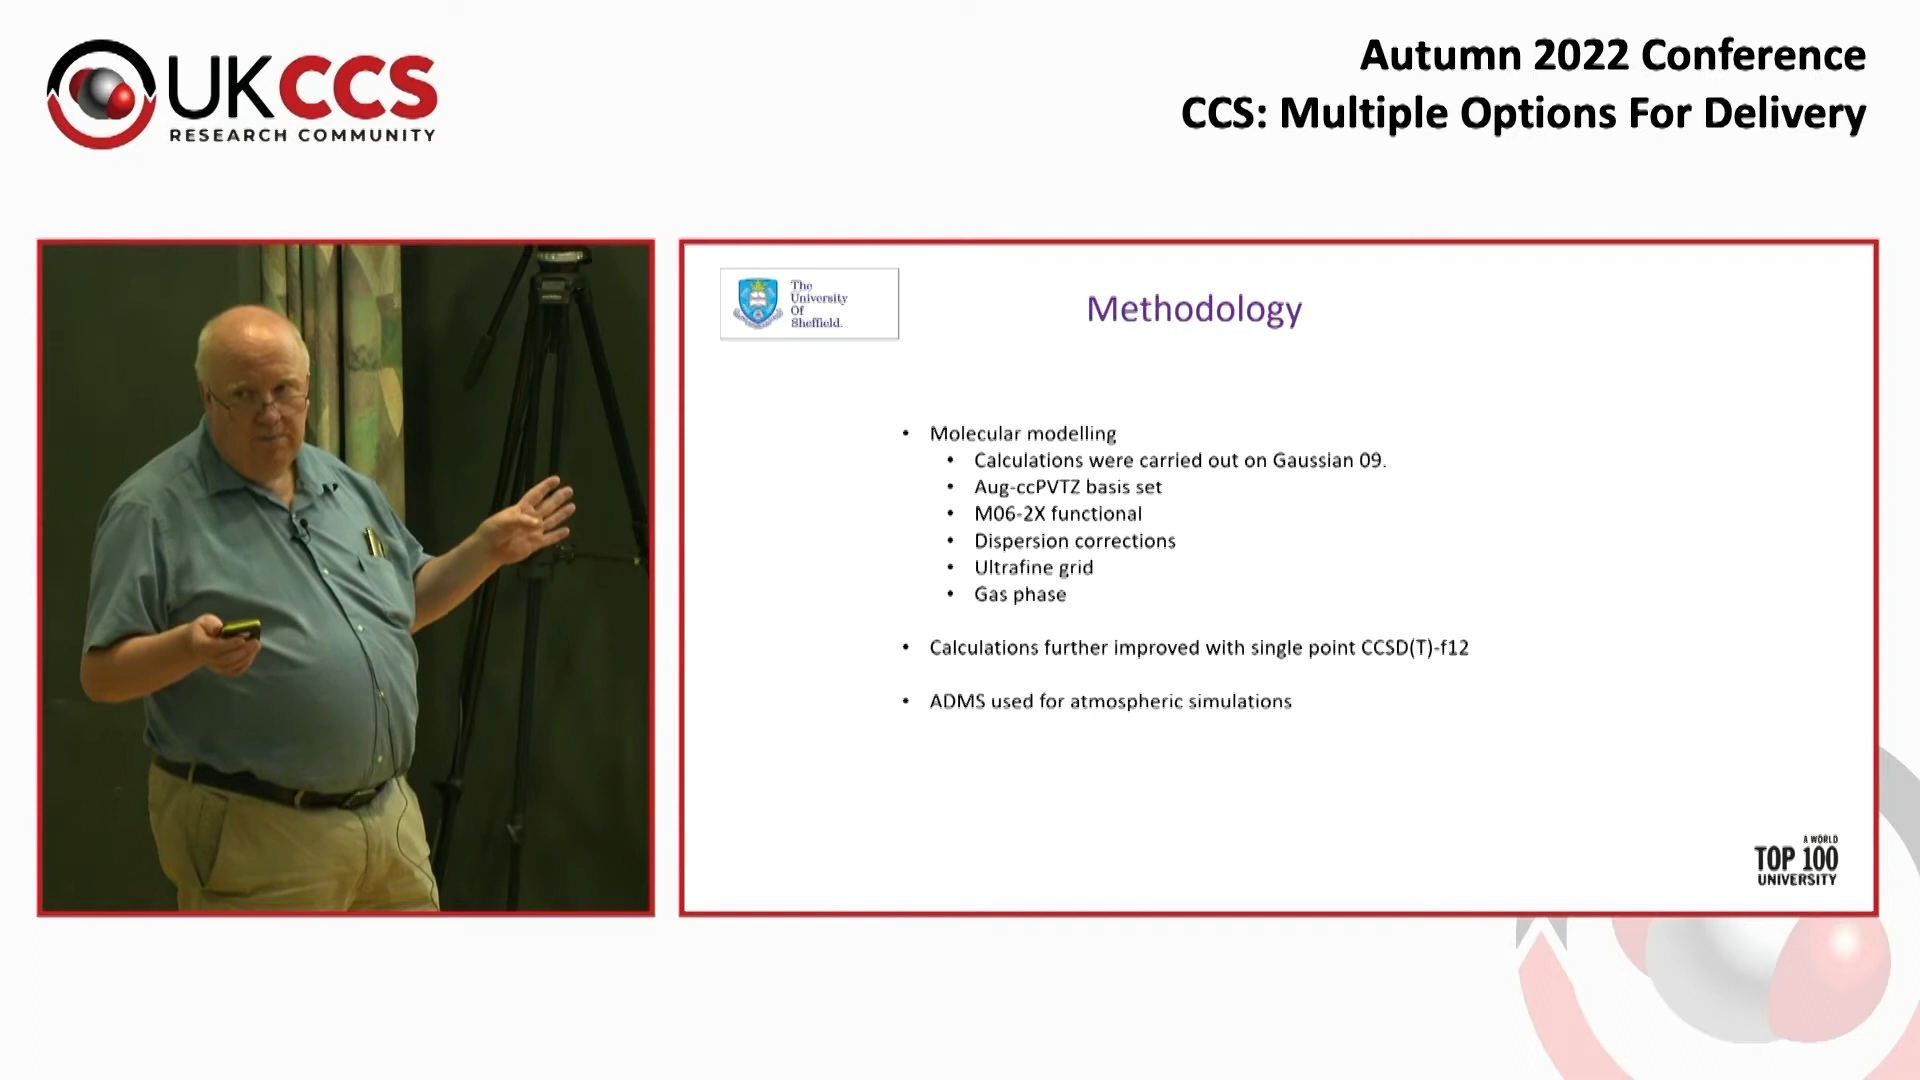 UKCCS
RESEARCH COMMUNITY
Autumn 2022 Conference
CCS: Multiple Options For Delivery
The
University
Of
Sheffield.
Methodology
• Molecular modelling
• Calculations were carried out on Gaussian 09.
• Aug-ccPVTZ basis set
• M06-2X functional
• Dispersion corrections
• Ultrafine grid
• Gas phase
• Calculations further improved with single point CCSD(T)-f12
• ADMS used for atmospheric simulations
A WORLD
TOP 100
UNIVERSITY